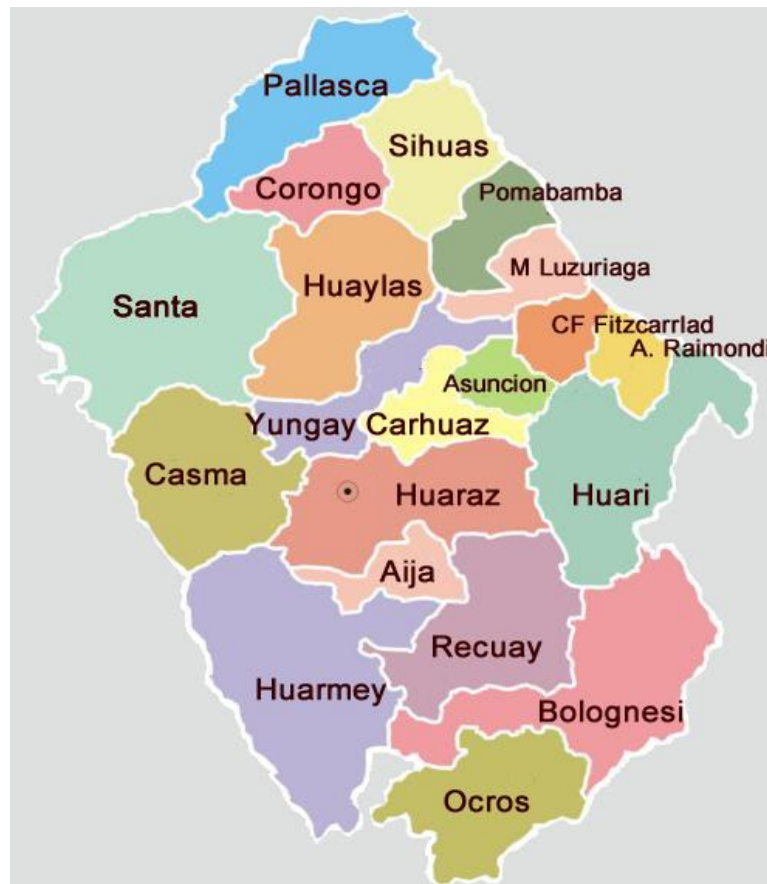 Pallasca
Sihuas
Corongo
Pomabamba
M Luzuriaga
Huaylas
Santa
CF Fitzcarrlad
A. Raimondi
Asuncion
Yungay
Carhuaz
Casma
Huaraz
Huari
Aija
Recuay
Huarmey
Bolognesi
Ocros